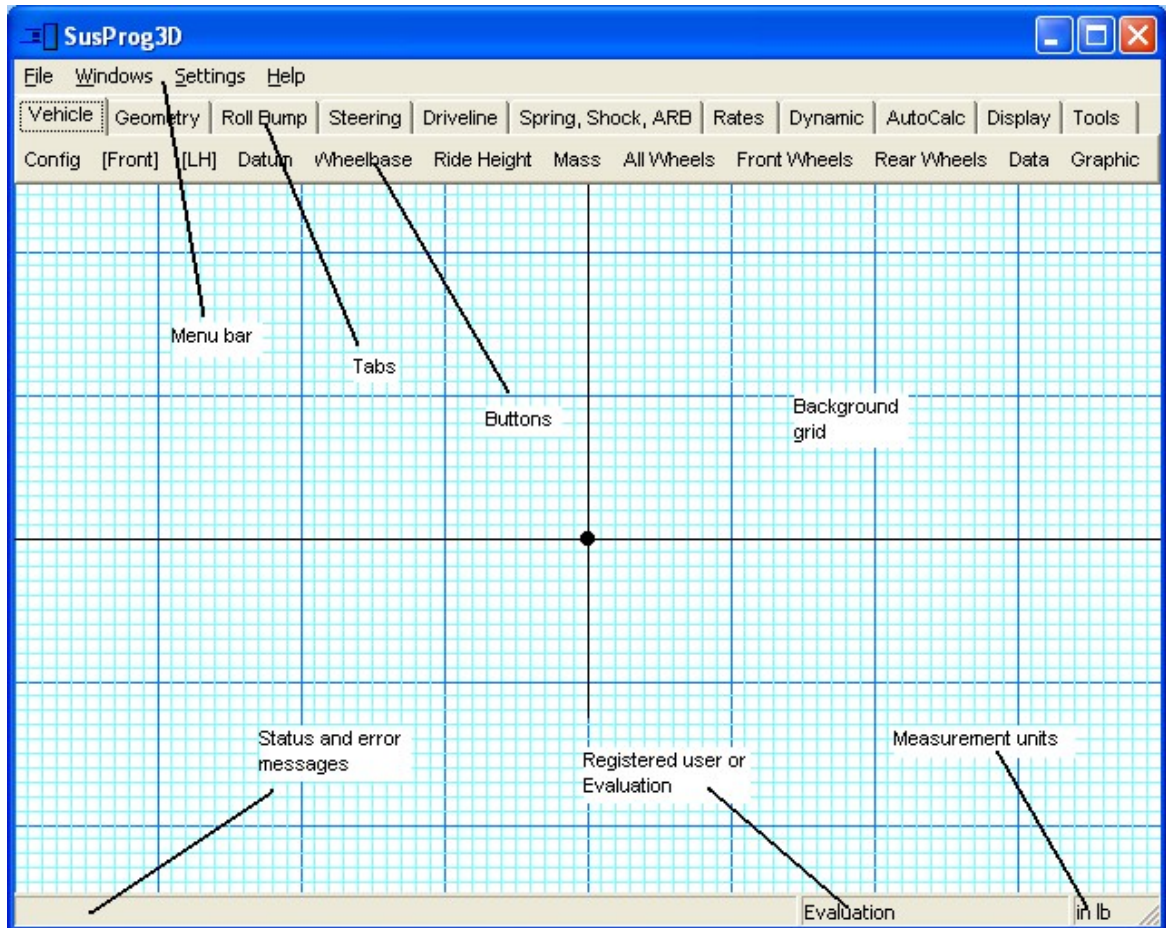 SusProg3D
File Windows Settings Help
Vehicle Geometry Roll Bump Steering Driveline Spring, Shock, ARB Rates Dynamic AutoCalc Display Tools
Config [Front] [LH] Datum Wheelbase Ride Height Mass All Wheels Front Wheels Rear Wheels Data Graphic
Menu bar
Tabs
Buttons
Background
grid
Status and error
messages
Registered user or
Evaluation
Measurement units
Evaluation
in lb